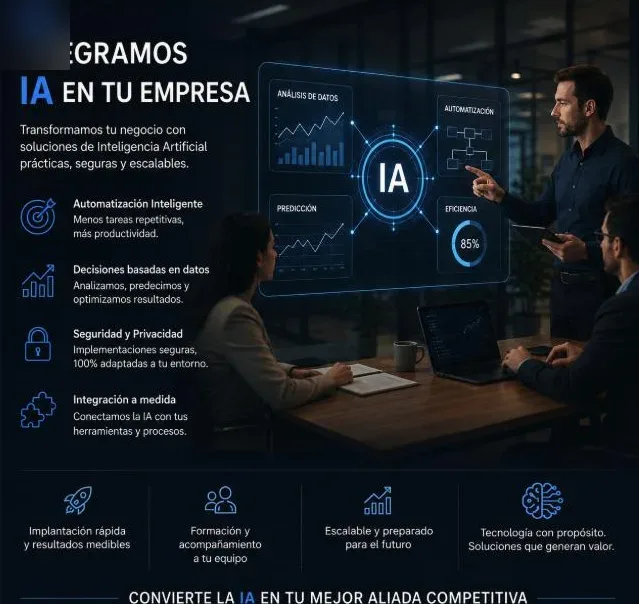 EGRAMOS
IA EN TU EMPRESA
Transformamos tu negocio con
soluciones de Inteligencia Artificial
prácticas, seguras y escalables.
Automatización Inteligente
Menos tareas repetitivas,
más productividad.
Decisiones basadas en datos
Analizamos, predecimos y
optimizamos resultados.
Seguridad y Privacidad
Implementaciones seguras,
100% adaptadas a tu entorno.
Integración a medida
Conectamos la IA con tus
herramientas y procesos.
ANÁLISIS DE DATOS
AUTOMATIZACIÓN
IA
PREDICCIÓN
EFICIENCIA
85%
Implantación rápida
y resultados medibles
Formación y
acompañamiento
a tu equipo
Escalable y preparado
para el futuro
Tecnología con propósito.
Soluciones que generan valor.
CONVIERTE LA IA EN TU MEJOR ALIADA COMPETITIVA